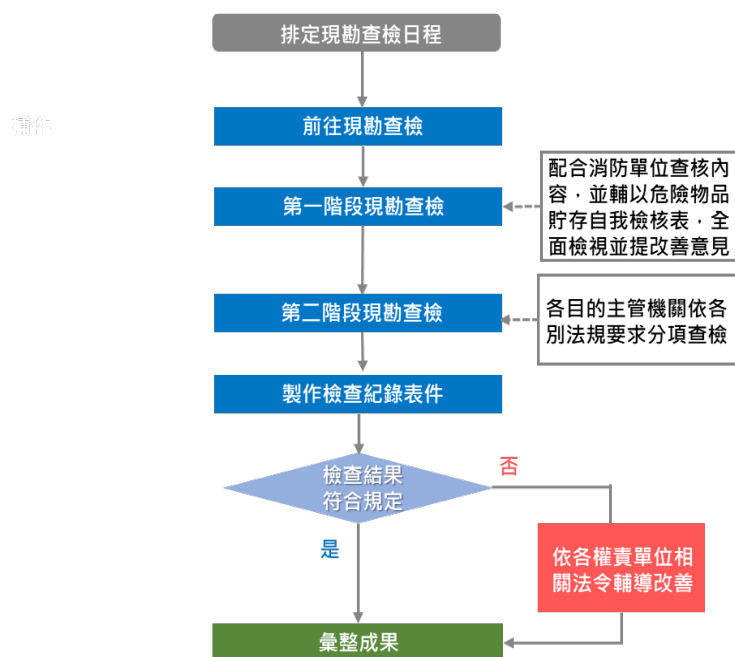 排定現勘查檢日程
補件
前往現勘查檢
配合消防單位查核內
容，並輔以危險物品
貯存自我檢核表，全
面檢視並提改善意見
第一階段現勘查檢
第二階段現勘查檢
各目的主管機關依各
別法規要求分項查檢
製作檢查紀錄表件
檢查結果
符合規定
否
是
依各權責單位相
關法令輔導改善
彙整成果